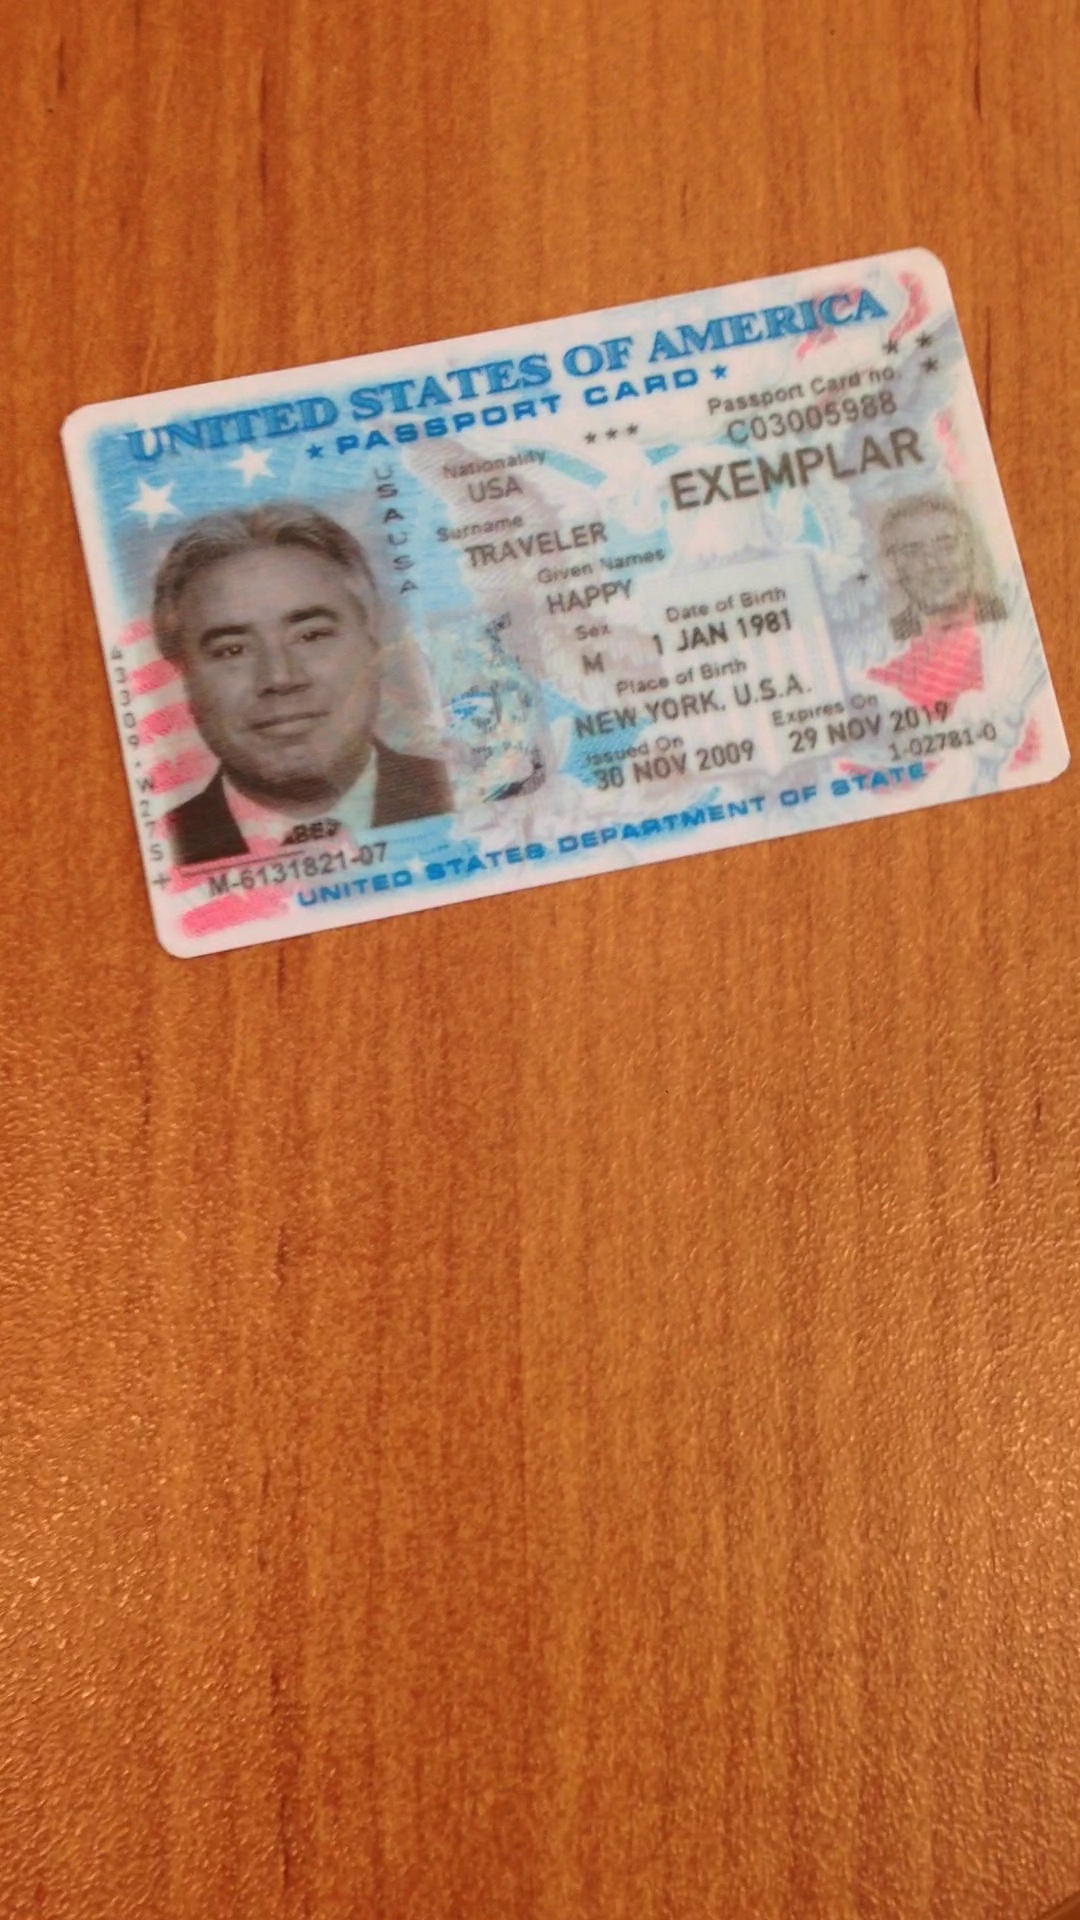 UNITED STATES OF AMERICA
★ PASSPORT CARD ★
Passport Card no.
C03005988
EXEMPLAR
USAUSA
Nationality
USA
Surname
TRAVELER
Given Names
HAPPY
Sex
M
Date of Birth
1 JAN 1981
Place of Birth
NEW YORK, U.S.A.
Issued On
30 NOV 2009
Expires On
29 NOV 2019
1-02781-0
M-6131821-07
UNITED STATES DEPARTMENT OF STATE